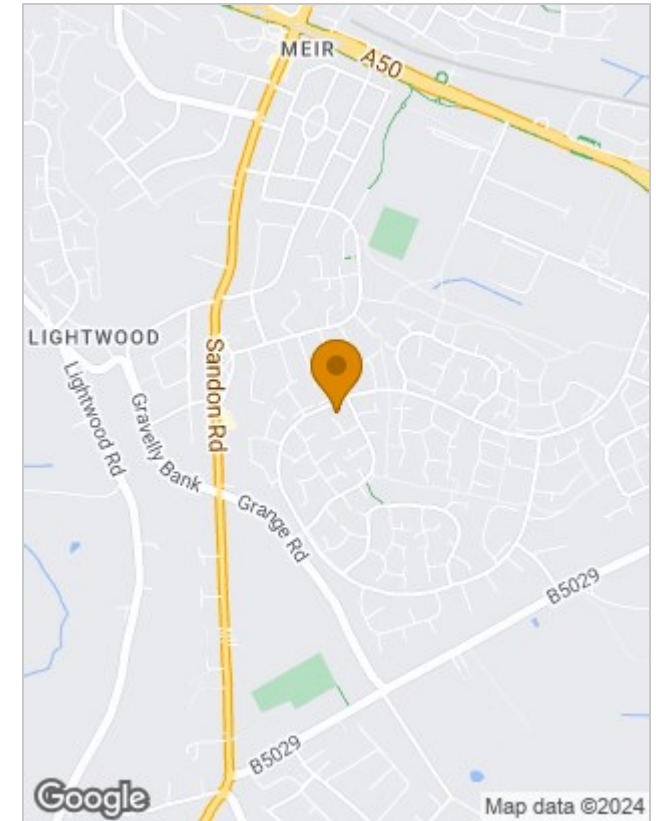 MEIR
A50
LIGHTWOOD
Sandon Rd
Lightwood Rd
Gravelly Bank
Grange Rd
B5029
B5029
Google
Map data ©2024